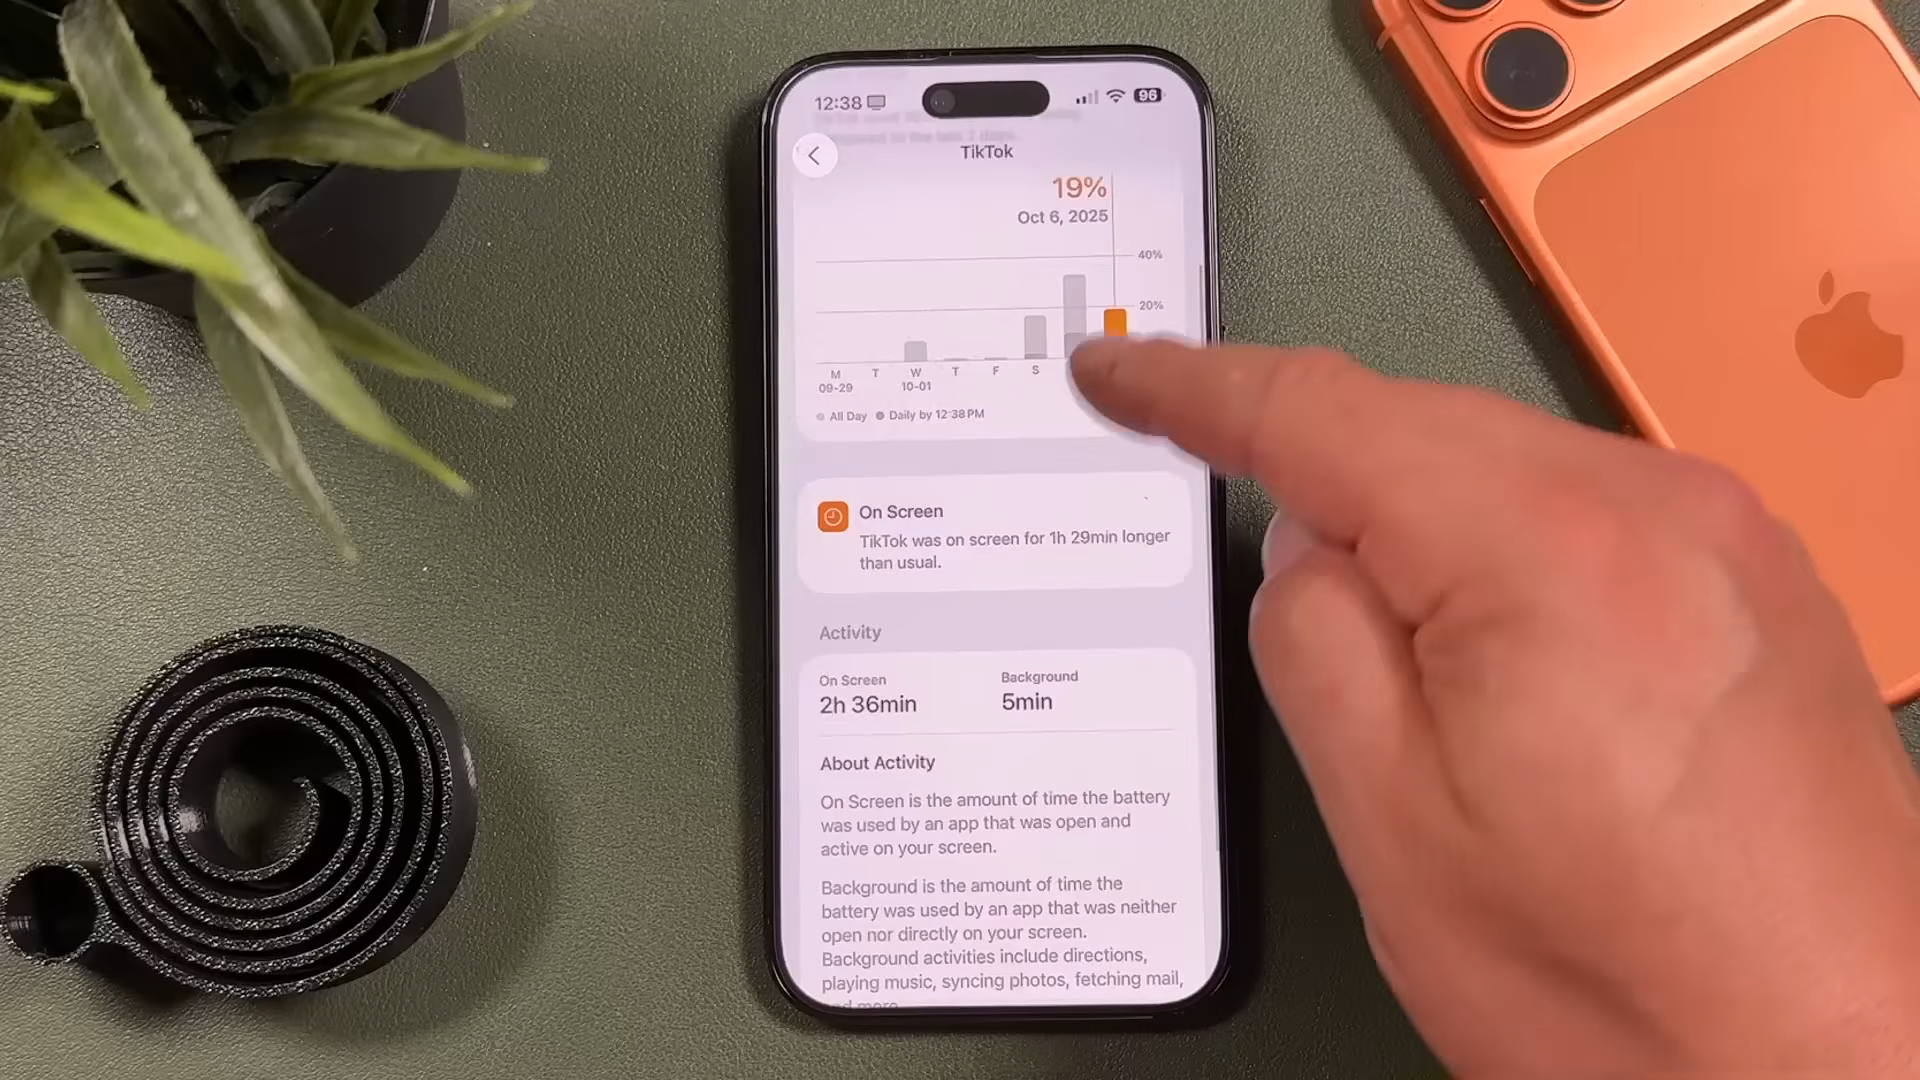 12:38
96
TikTok
19%
Oct 6, 2025
40%
20%
M T W T F S
09-29 10-01
All Day Daily by 12:38 PM
On Screen
TikTok was on screen for 1h 29min longer
than usual.
Activity
On Screen Background
2h 36min 5min
About Activity
On Screen is the amount of time the battery
was used by an app that was open and
active on your screen.
Background is the amount of time the
battery was used by an app that was neither
open nor directly on your screen.
Background activities include directions,
playing music, syncing photos, fetching mail,
and more